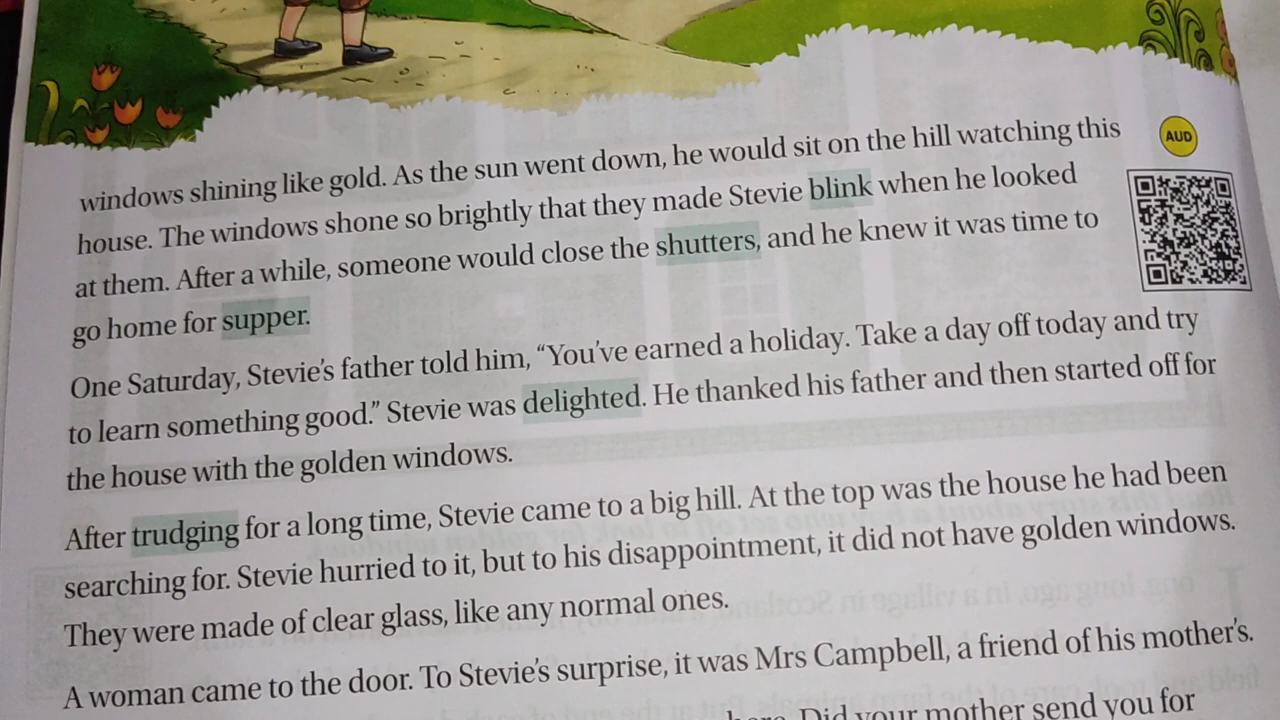 windows shining like gold. As the sun went down, he would sit on the hill watching this
AUD
house. The windows shone so brightly that they made Stevie blink when he looked
at them. After a while, someone would close the shutters, and he knew it was time to
go home for supper.
One Saturday, Stevie's father told him, “You've earned a holiday. Take a day off today and try
to learn something good.” Stevie was delighted. He thanked his father and then started off for
the house with the golden windows.
After trudging for a long time, Stevie came to a big hill. At the top was the house he had been
searching for. Stevie hurried to it, but to his disappointment, it did not have golden windows.
They were made of clear glass, like any normal ones.
A woman came to the door. To Stevie's surprise, it was Mrs Campbell, a friend of his mother's.
here. Did your mother send you for